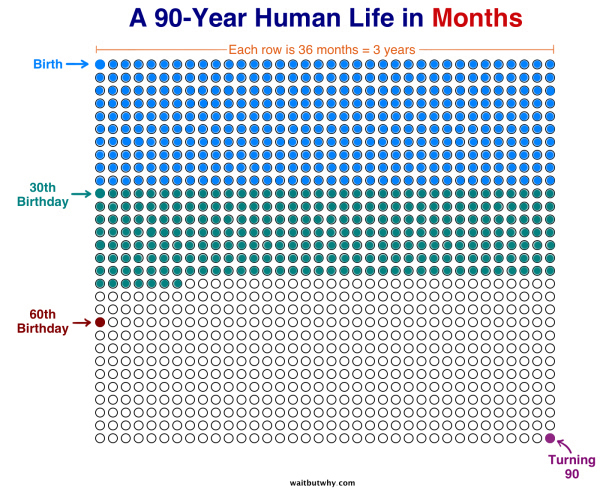 A 90-Year Human Life in Months
Each row is 36 months = 3 years
Birth
30th
Birthday
60th
Birthday
Turning
90
waitbutwhy.com